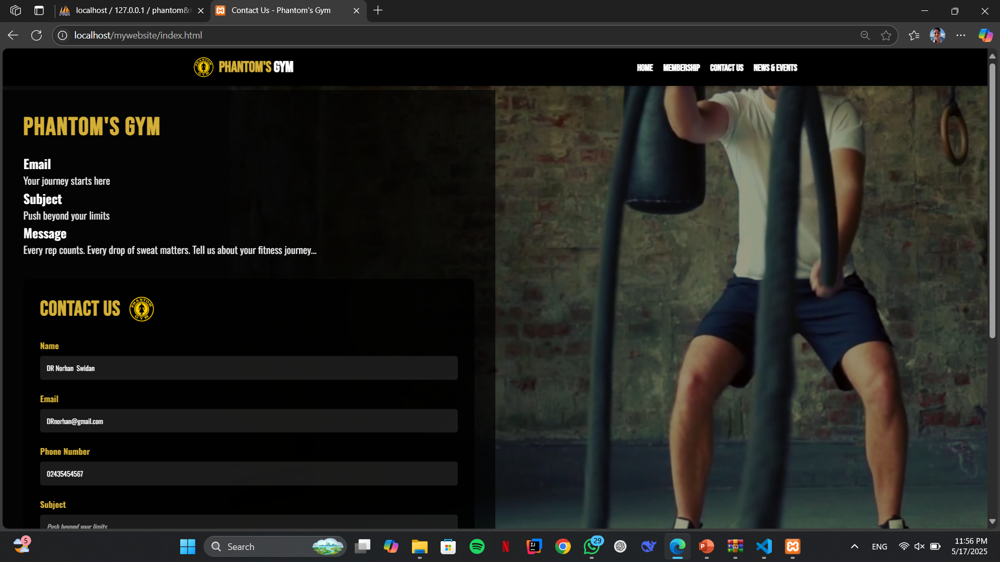 localhost / 127.0.0.1 / phantom&#
Contact Us - Phantom's Gym
localhost/mywebsite/index.html
PHANTOM'S GYM
HOME MEMBERSHIP CONTACT US NEWS & EVENTS
PHANTOM'S GYM
Email
Your journey starts here
Subject
Push beyond your limits
Message
Every rep counts. Every drop of sweat matters. Tell us about your fitness journey...
CONTACT US
PHANTOM
GYM
Name
DR Norhan Swidan
Email
DRnorhan@gmail.com
Phone Number
02435454567
Subject
Push beyond your limits
5
Search
29
ENG
11:56 PM
5/17/2025